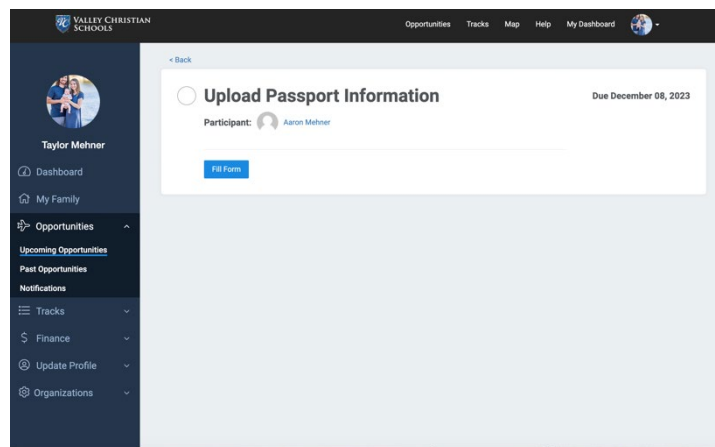 VALLEY CHRISTIAN
SCHOOLS
Opportunities Tracks Map Help My Dashboard
Taylor Mehner
Dashboard
My Family
Opportunities
Upcoming Opportunities
Past Opportunities
Notifications
Tracks
Finance
Update Profile
Organizations
< Back
Upload Passport Information
Due December 08, 2023
Participant: Aaron Mehner
Fill Form